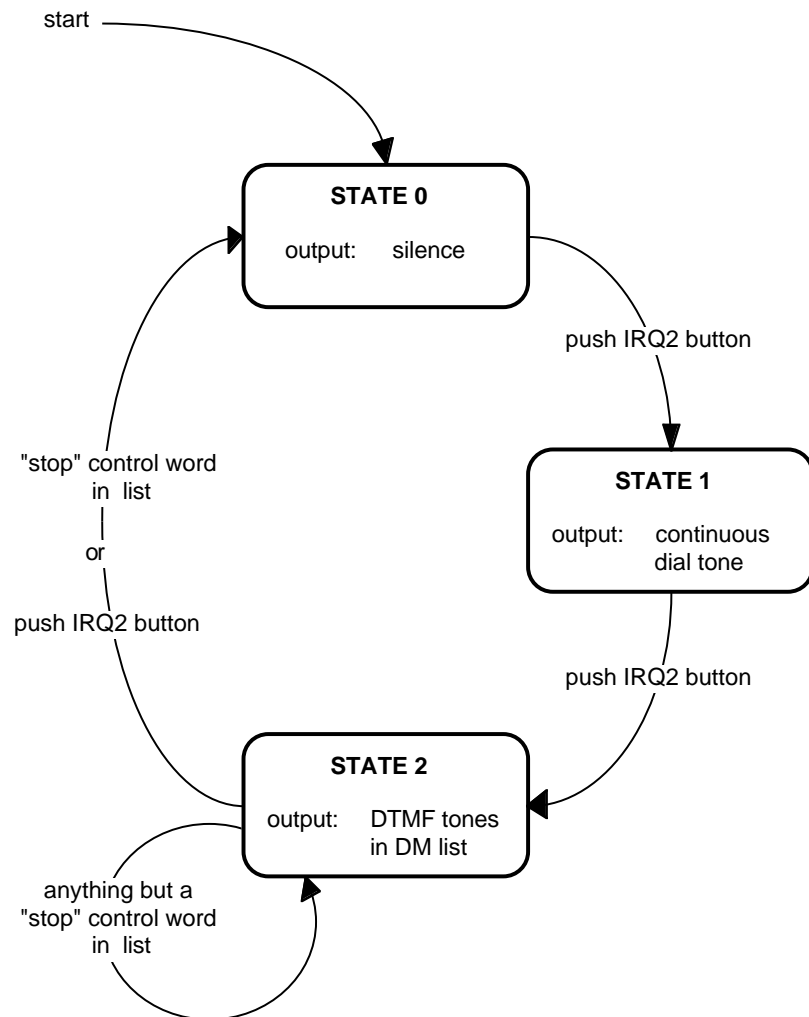 start
STATE 0
output: silence
push IRQ2 button
"stop" control word
in list
or
push IRQ2 button
STATE 1
output: continuous
dial tone
push IRQ2 button
STATE 2
output: DTMF tones
in DM list
anything but a
"stop" control word
in list